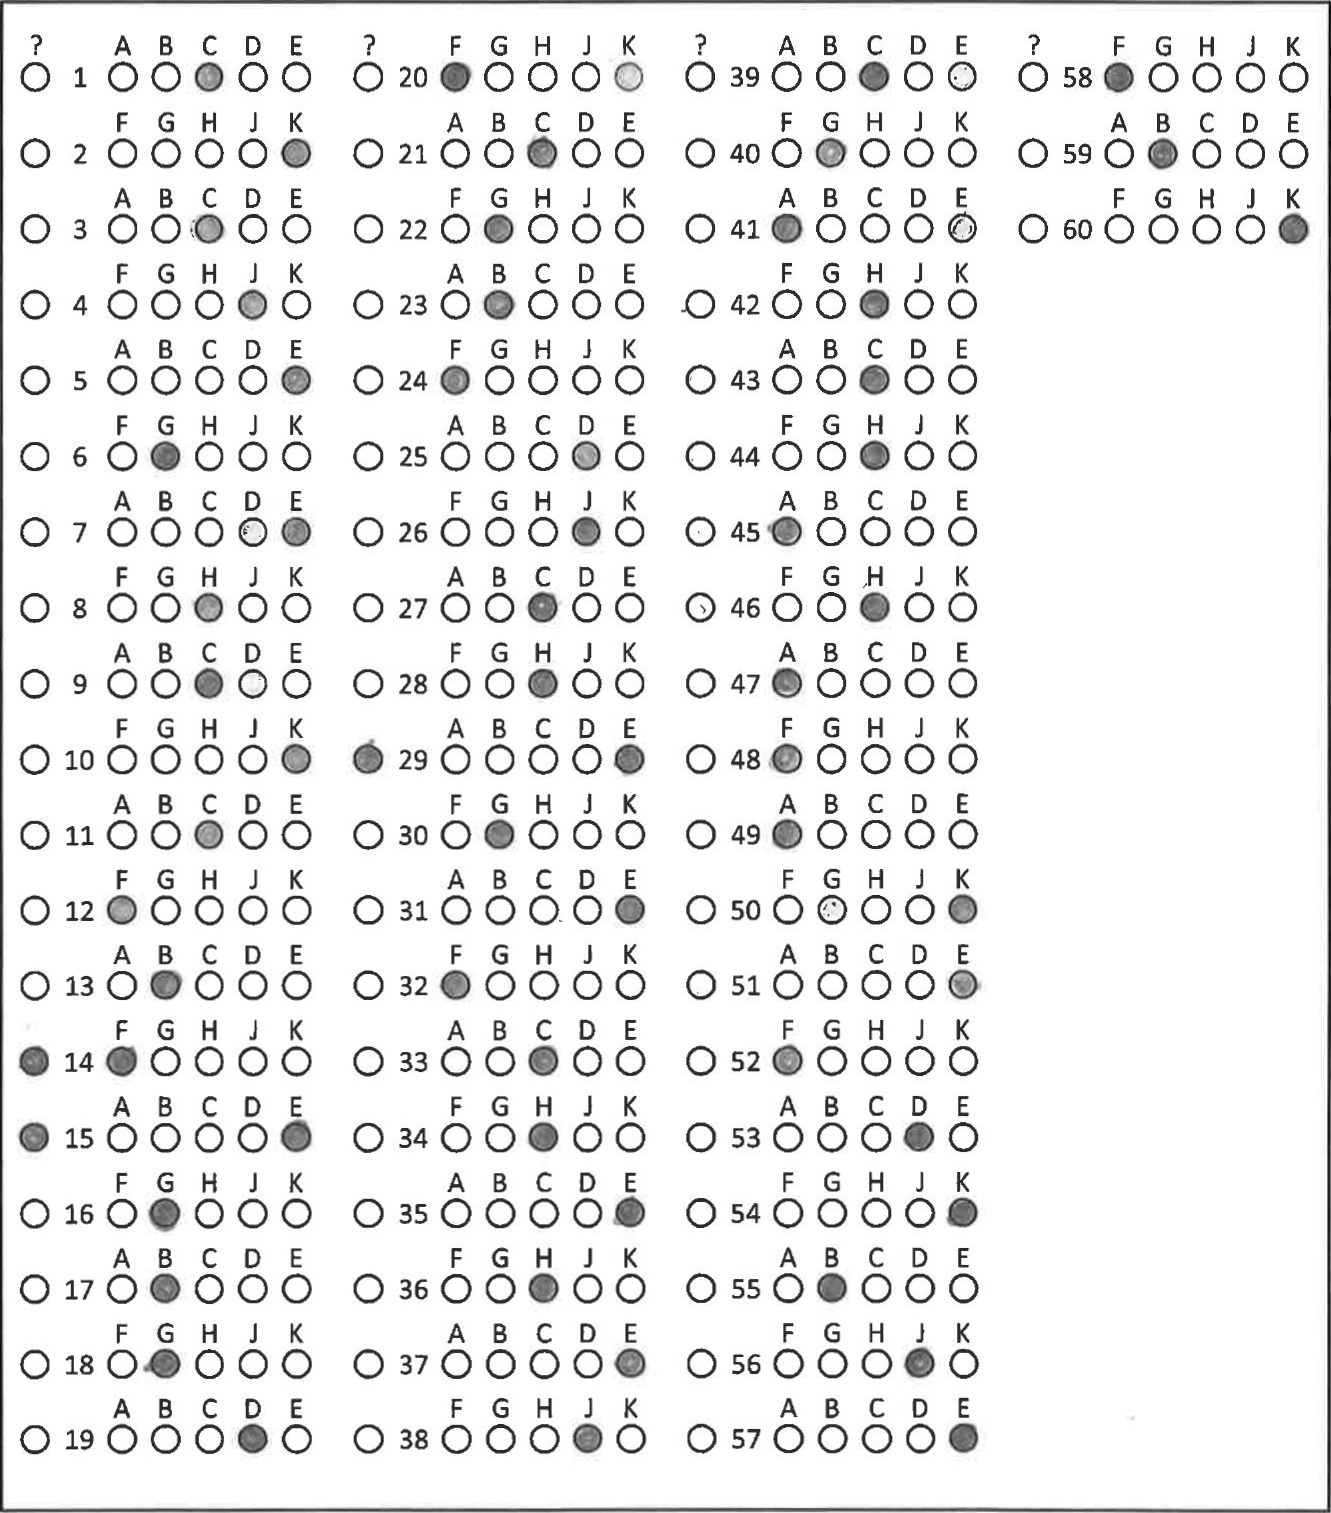 ? A B C D E ? F G H J K ? A B C D E ? F G H J K
1 20 39 58
F G H J K A B C D E F G H J K A B C D E
2 21 40 59
A B C D E F G H J K A B C D E F G H J K
3 22 41 60
F G H J K A B C D E F G H J K
4 23 42
A B C D E F G H J K A B C D E
5 24 43
F G H J K A B C D E F G H J K
6 25 44
A B C D E F G H J K A B C D E
7 26 45
F G H J K A B C D E F G H J K
8 27 46
A B C D E F G H J K A B C D E
9 28 47
F G H J K A B C D E F G H J K
10 29 48
A B C D E F G H J K A B C D E
11 30 49
F G H J K A B C D E F G H J K
12 31 50
A B C D E F G H J K A B C D E
13 32 51
F G H J K A B C D E F G H J K
14 33 52
A B C D E F G H J K A B C D E
15 34 53
F G H J K A B C D E F G H J K
16 35 54
A B C D E F G H J K A B C D E
17 36 55
F G H J K A B C D E F G H J K
18 37 56
A B C D E F G H J K A B C D E
19 38 57